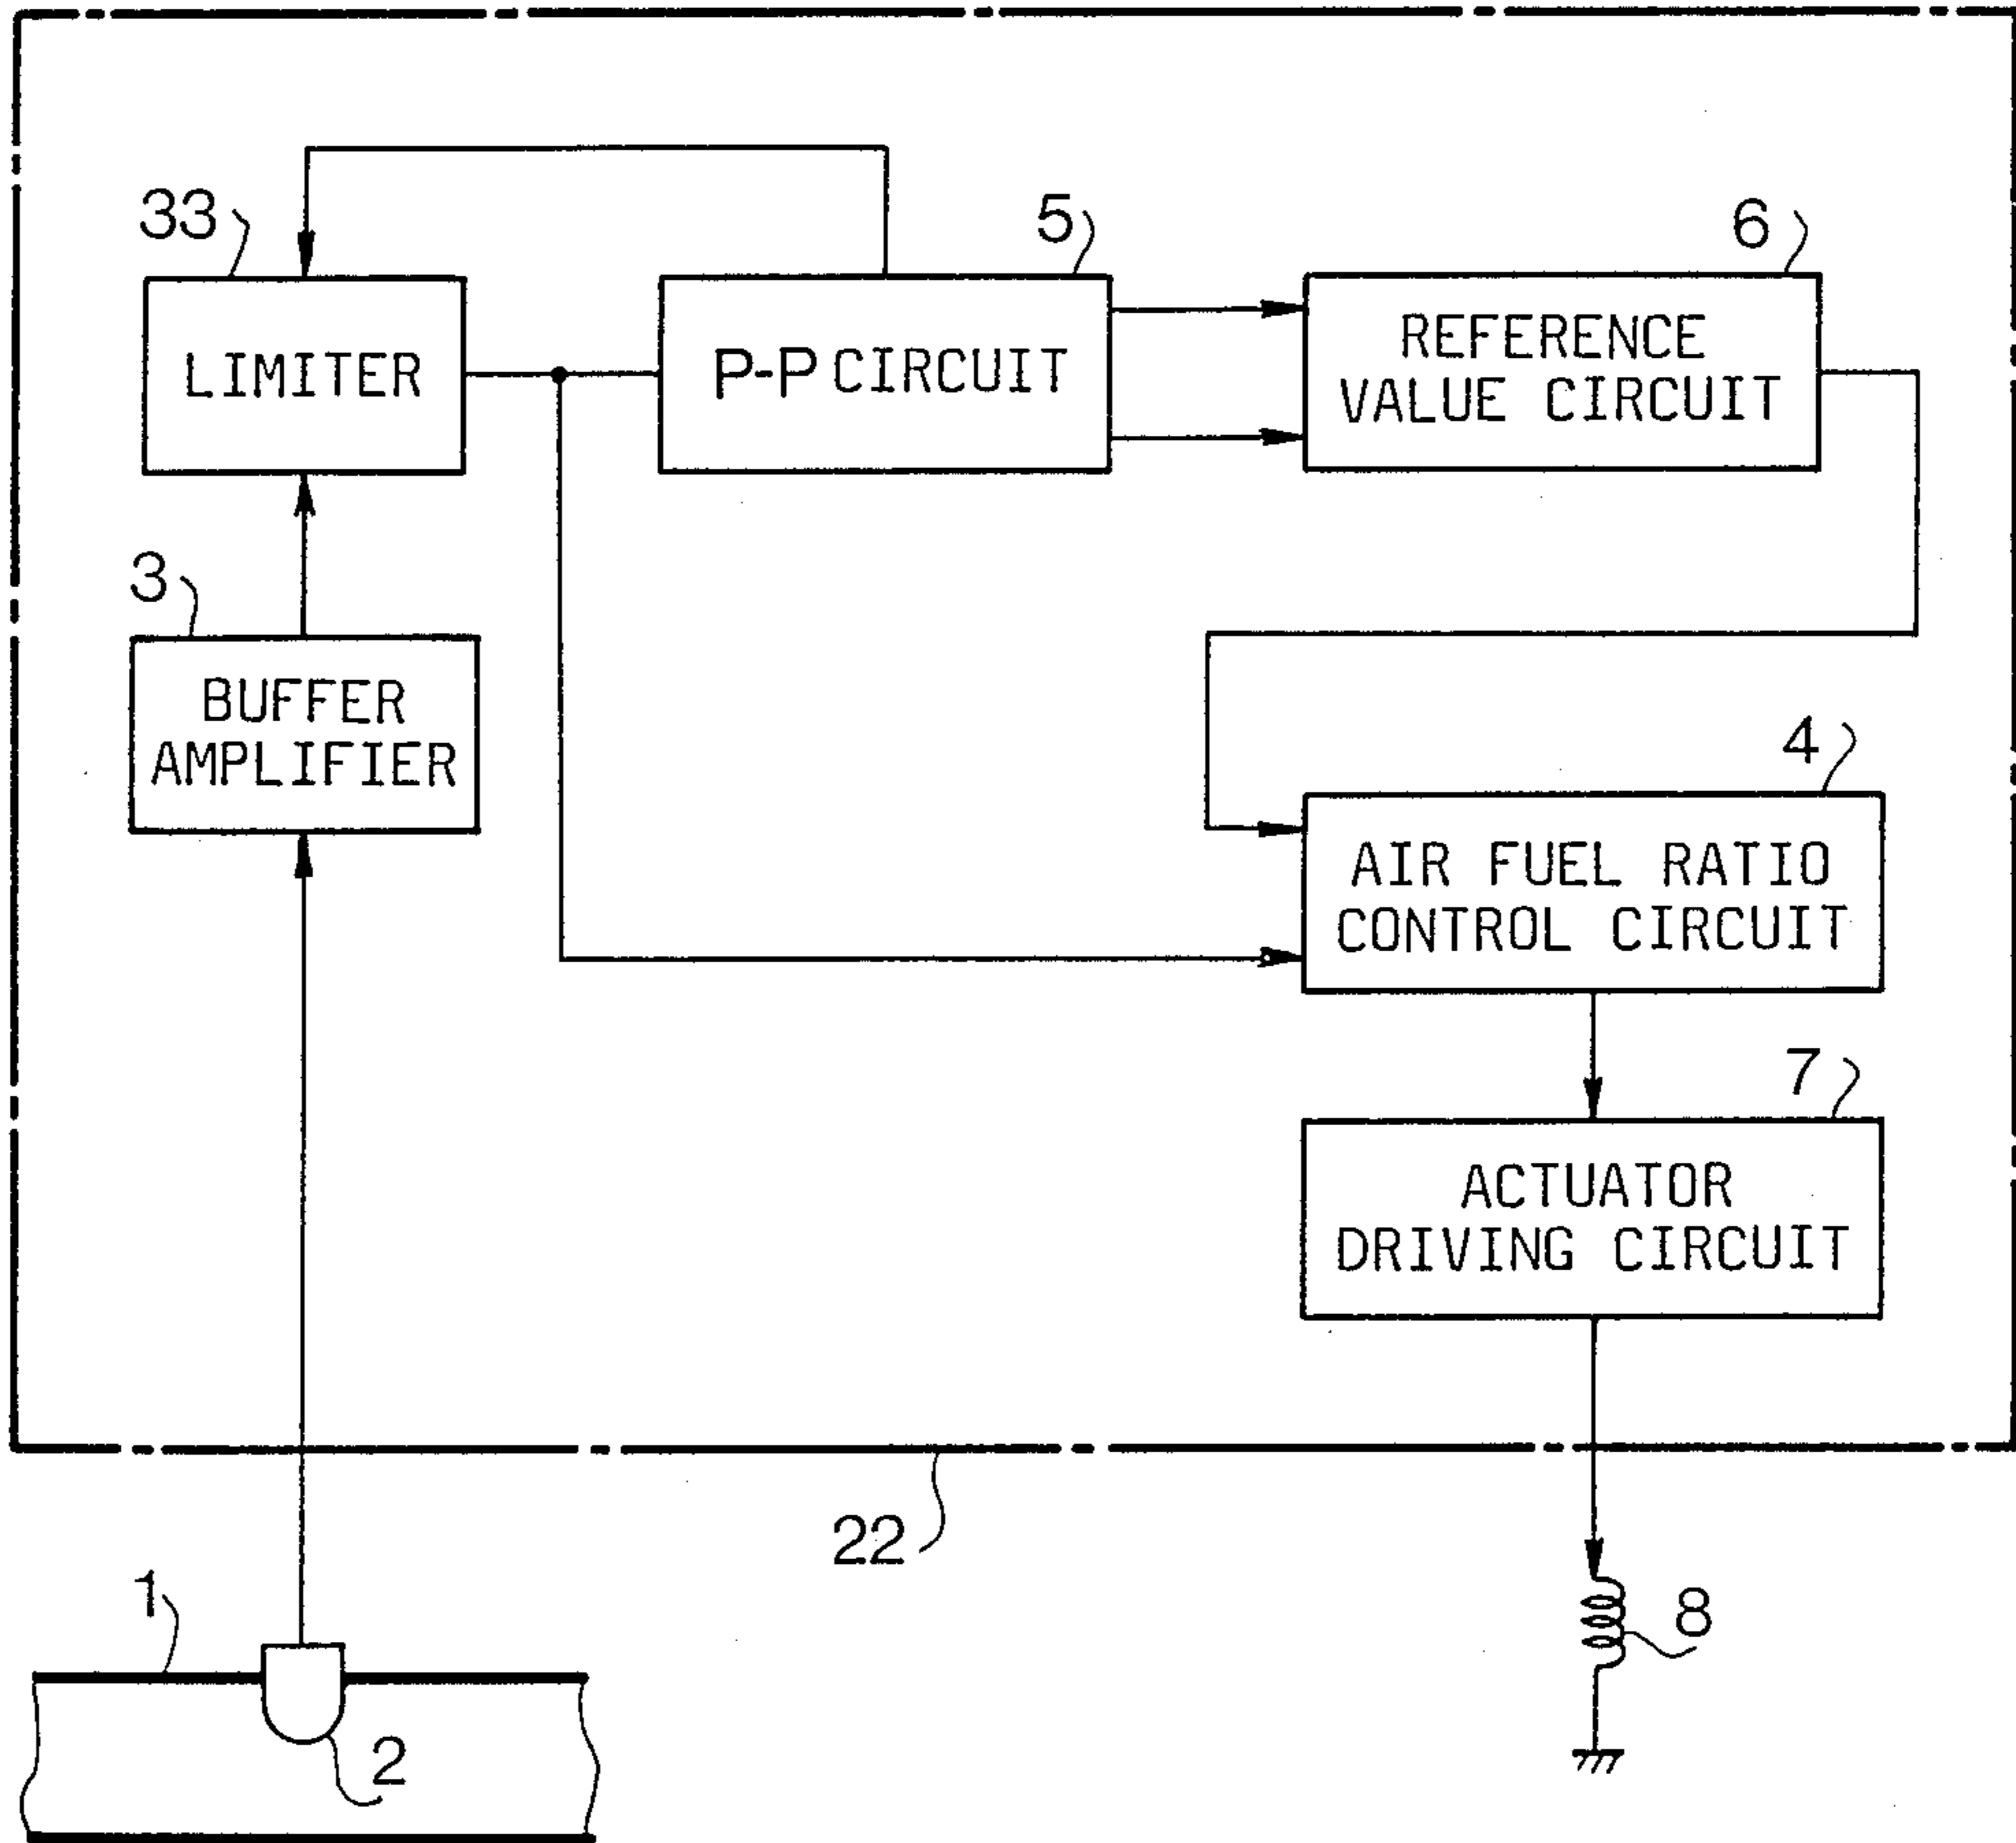 33
5
6
LIMITER
P-P CIRCUIT
REFERENCE
VALUE CIRCUIT
3
BUFFER
AMPLIFIER
4
AIR FUEL RATIO
CONTROL CIRCUIT
7
ACTUATOR
DRIVING CIRCUIT
22
1
8
2